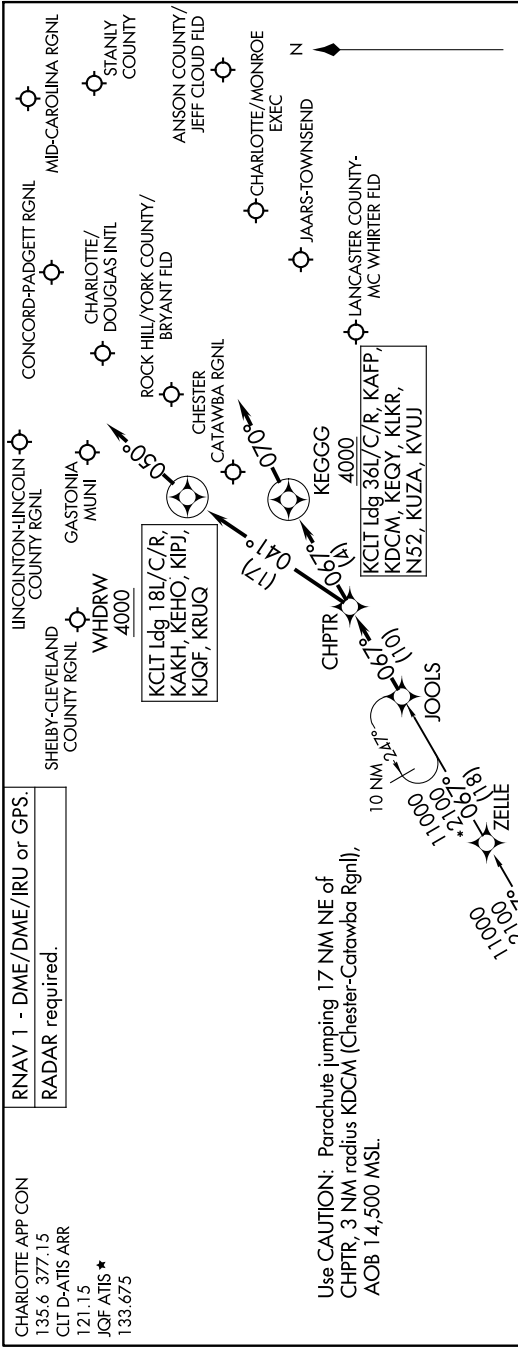 CHARLOTTE APP CON
135.6 377.15
CLT D-ATIS ARR
121.15
JQF ATIS★
133.675
RNAV 1 - DME/DME/IRU or GPS.
RADAR required.
LINCOLNTON-LINCOLN
COUNTY RGNL
CONCORD-PADGETT RGNL
MID-CAROLINA RGNL
SHELBY-CLEVELAND
COUNTY RGNL
GASTONIA
MUNI
CHARLOTTE/
DOUGLAS INTL
STANLY
COUNTY
WHDRW
4000
KCLT Ldg 18L/C/R,
KAKH, KEHO, KIPJ,
KJQF, KRUQ
050°
ROCK HILL/YORK COUNTY/
BRYANT FLD
ANSON COUNTY/
JEFF CLOUD FLD
CHESTER
CATAWBA RGNL
CHARLOTTE/MONROE
EXEC
N
(17)
041°
070°
JAARS-TOWNSEND
KEGGG
4000
KCLT Ldg 36L/C/R, KAFP,
KDCM, KEQY, KLKR,
N52, KUZA, KVUJ
LANCASTER COUNTY-
MC WHIRTER FLD
067°
(4)
CHPTR
067°
(10)
JOOLS
10 NM
247°
11000
*2100
067°
(18)
ZELLE
11000
Use CAUTION: Parachute jumping 17 NM NE of
CHPTR, 3 NM radius KDCM (Chester-Catawba Rgnl),
AOB 14,500 MSL.